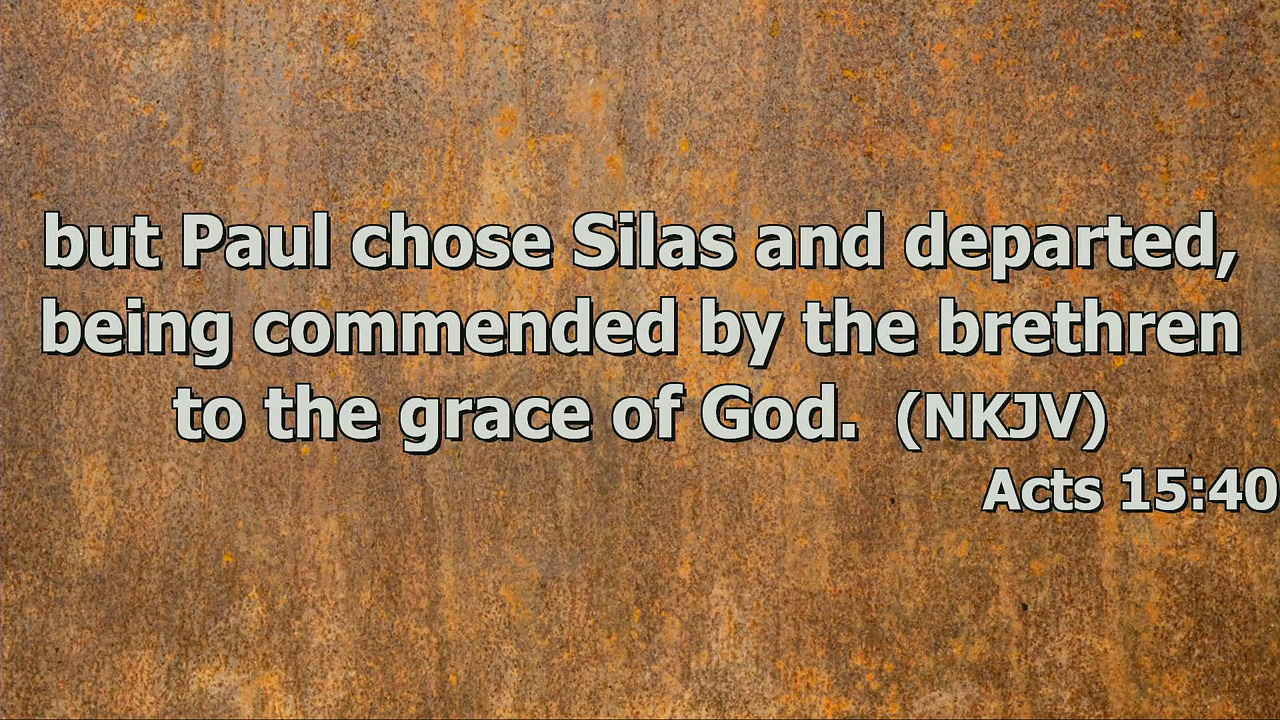 but Paul chose Silas and departed,
being commended by the brethren
to the grace of God. (NKJV)
Acts 15:40